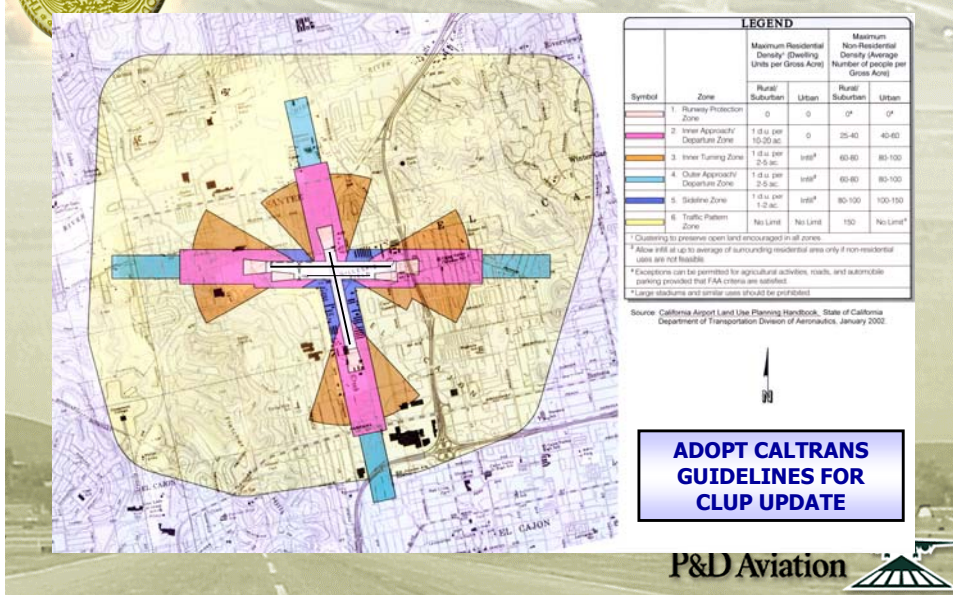 LEGEND
Symbol
Zone
Maximum Residential
Density¹ (Dwelling
Units per Gross Acre)
Maximum
Non-Residential
Density (Average
Number of people per
Gross Acre)
Rural/
Suburban
Urban
Rural/
Suburban
Urban
1. Runway Protection
Zone
0
0
0³
0³
2. Inner Approach/
Departure Zone
1 d.u. per
10-20 ac.
0
25-40
40-60
3. Inner Turning Zone
1 d.u. per
2-5 ac.
Infill²
60-80
80-100
4. Outer Approach/
Departure Zone
1 d.u. per
2-5 ac.
Infill²
60-80
80-100
5. Sideline Zone
1 d.u. per
1-2 ac.
Infill²
80-100
100-150
6. Traffic Pattern
Zone
No Limit
No Limit
150
No Limit⁴
¹ Clustering to preserve open land encouraged in all zones.
² Allow infill at up to average of surrounding residential area only if non-residential
uses are not feasible.
³ Exceptions can be permitted for agricultural activities, roads, and automobile
parking provided that FAA criteria are satisfied.
⁴ Large stadiums and similar uses should be prohibited.
Source: California Airport Land Use Planning Handbook, State of California
Department of Transportation Division of Aeronautics, January 2002.
N
ADOPT CALTRANS
GUIDELINES FOR
CLUP UPDATE
P&D Aviation
SANTEE
RIVER
RIVER
E L C A J
EL CAJON
EL CAJON